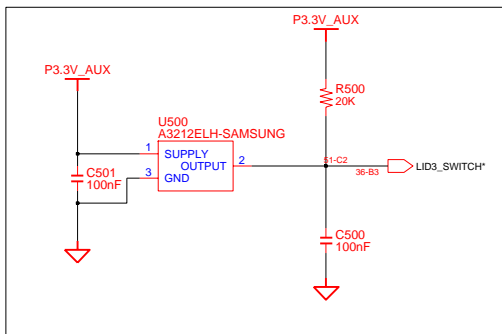 P3.3V_AUX
P3.3V_AUX
R500
20K
U500
A3212ELH-SAMSUNG
1 SUPPLY
OUTPUT 2
3 GND
C501
100nF
51-C2
36-B3
LID3_SWITCH*
C500
100nF